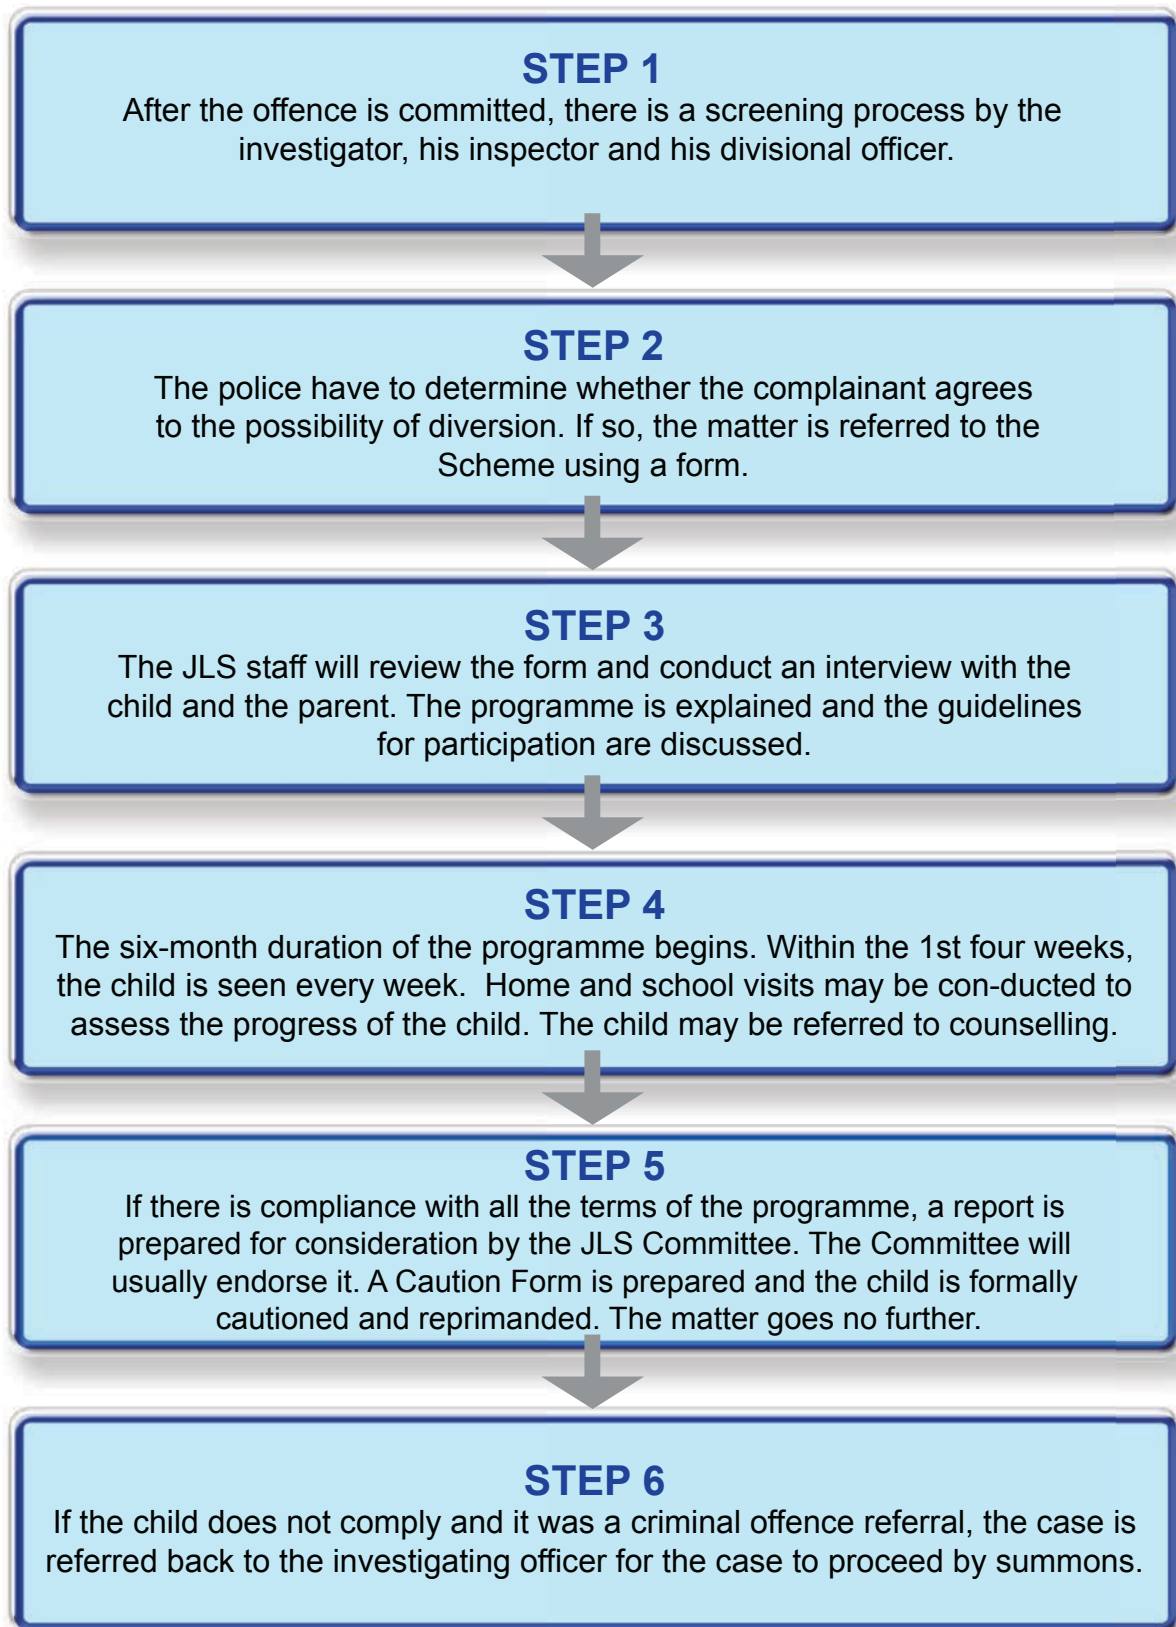 STEP 1
After the offence is committed, there is a screening process by the
investigator, his inspector and his divisional officer.
STEP 2
The police have to determine whether the complainant agrees
to the possibility of diversion. If so, the matter is referred to the
Scheme using a form.
STEP 3
The JLS staff will review the form and conduct an interview with the
child and the parent. The programme is explained and the guidelines
for participation are discussed.
STEP 4
The six-month duration of the programme begins. Within the 1st four weeks,
the child is seen every week.  Home and school visits may be con-ducted to
assess the progress of the child. The child may be referred to counselling.
STEP 5
If there is compliance with all the terms of the programme, a report is
prepared for consideration by the JLS Committee. The Committee will
usually endorse it. A Caution Form is prepared and the child is formally
cautioned and reprimanded. The matter goes no further.
STEP 6
If the child does not comply and it was a criminal offence referral, the case is
referred back to the investigating officer for the case to proceed by summons.